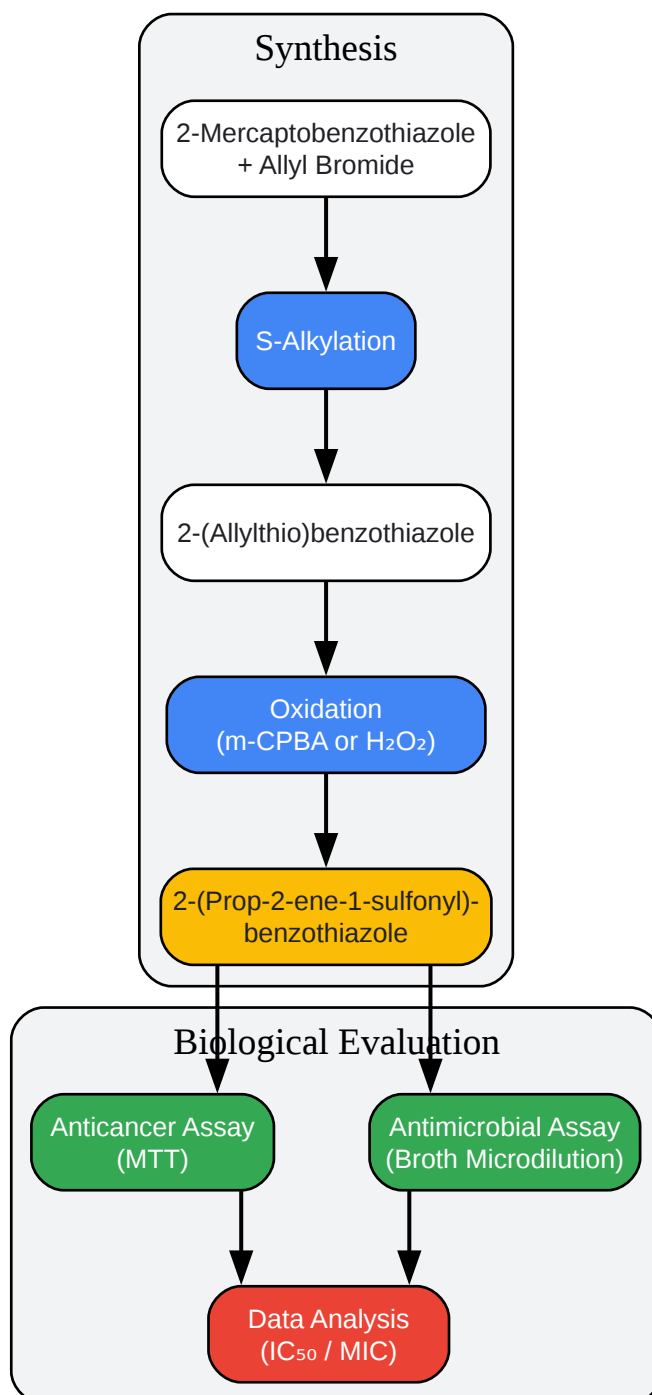 Synthesis
2-Mercaptobenzothiazole
+ Allyl Bromide
S-Alkylation
2-(Allylthio)benzothiazole
Oxidation
(m-CPBA or H₂O₂)
2-(Prop-2-ene-1-sulfonyl)-
benzothiazole
Biological Evaluation
Anticancer Assay
(MTT)
Antimicrobial Assay
(Broth Microdilution)
Data Analysis
(IC₅₀ / MIC)